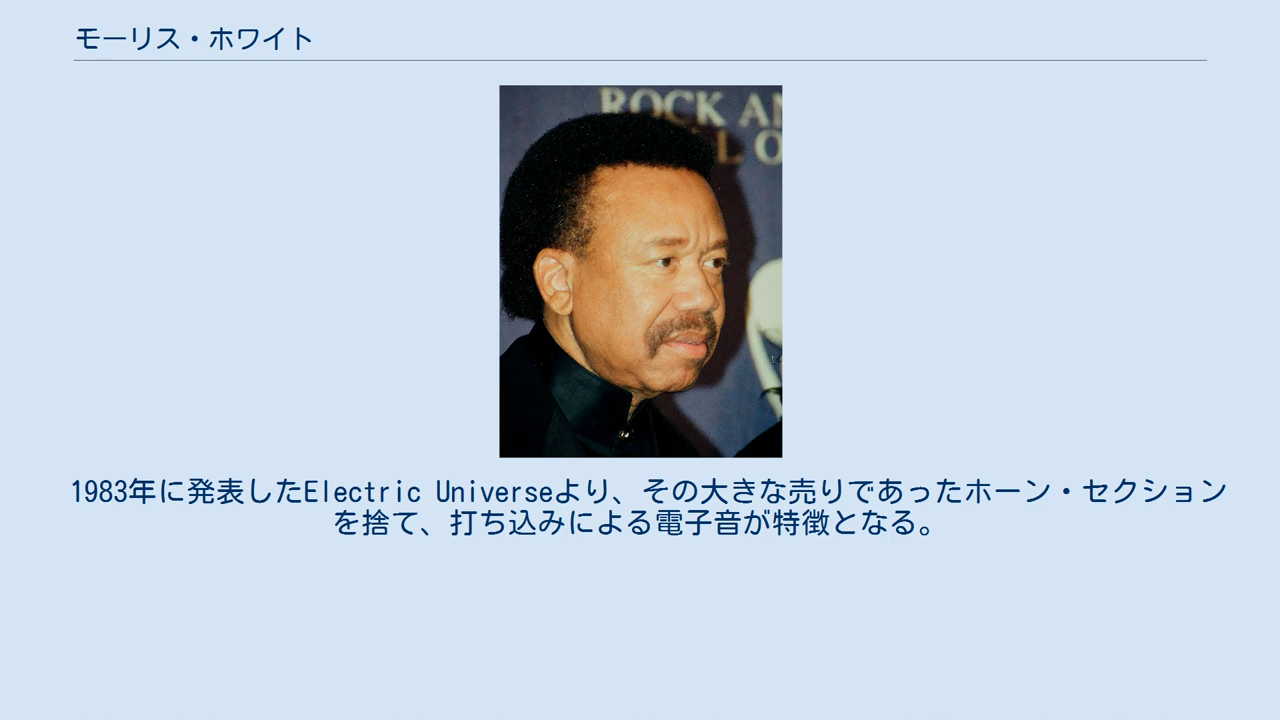 モーリス・ホワイト
ROCK AN
L O
1983年に発表したElectric Universeより、その大きな売りであったホーン・セクション
を捨て、打ち込みによる電子音が特徴となる。